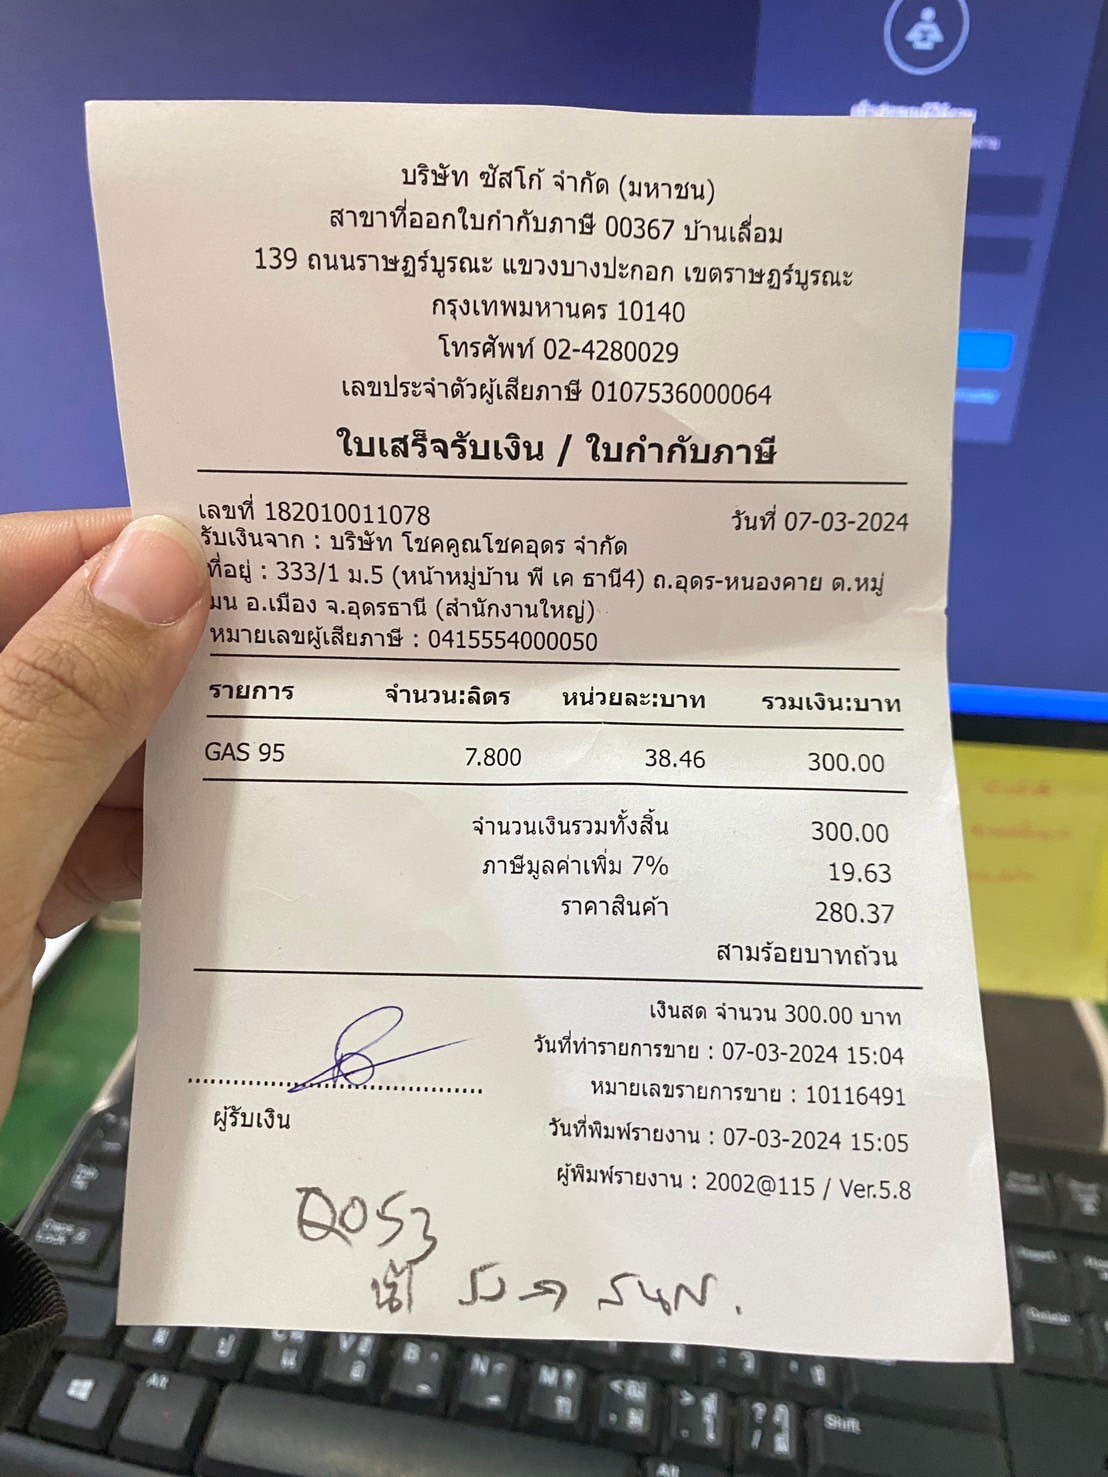 บริษัท ซัสโก้ จำกัด (มหาชน)
สาขาที่ออกใบกำกับภาษี 00367 บ้านเลื่อม
139 ถนนราษฎร์บูรณะ แขวงบางปะกอก เขตราษฎร์บูรณะ
กรุงเทพมหานคร 10140
โทรศัพท์ 02-4280029
เลขประจำตัวผู้เสียภาษี 0107536000064
ใบเสร็จรับเงิน / ใบกำกับภาษี
เลขที่ 182010011078 วันที่ 07-03-2024
รับเงินจาก : บริษัท โชคคูณโชคอุดร จำกัด
ที่อยู่ : 333/1 ม.5 (หน้าหมู่บ้าน พี เค ธานี4) ถ.อุดร-หนองคาย ต.หมู่
มน อ.เมือง จ.อุดรธานี (สำนักงานใหญ่)
หมายเลขผู้เสียภาษี : 0415554000050
รายการ จำนวน:ลิตร หน่วยละ:บาท รวมเงิน:บาท
GAS 95 7.800 38.46 300.00
จำนวนเงินรวมทั้งสิ้น 300.00
ภาษีมูลค่าเพิ่ม 7% 19.63
ราคาสินค้า 280.37
สามร้อยบาทถ้วน
เงินสด จำนวน 300.00 บาท
วันที่ทำรายการขาย : 07-03-2024 15:04
หมายเลขรายการขาย : 10116491
ผู้รับเงิน
วันที่พิมพ์รายงาน : 07-03-2024 15:05
ผู้พิมพ์รายงาน : 2002@115 / Ver.5.8